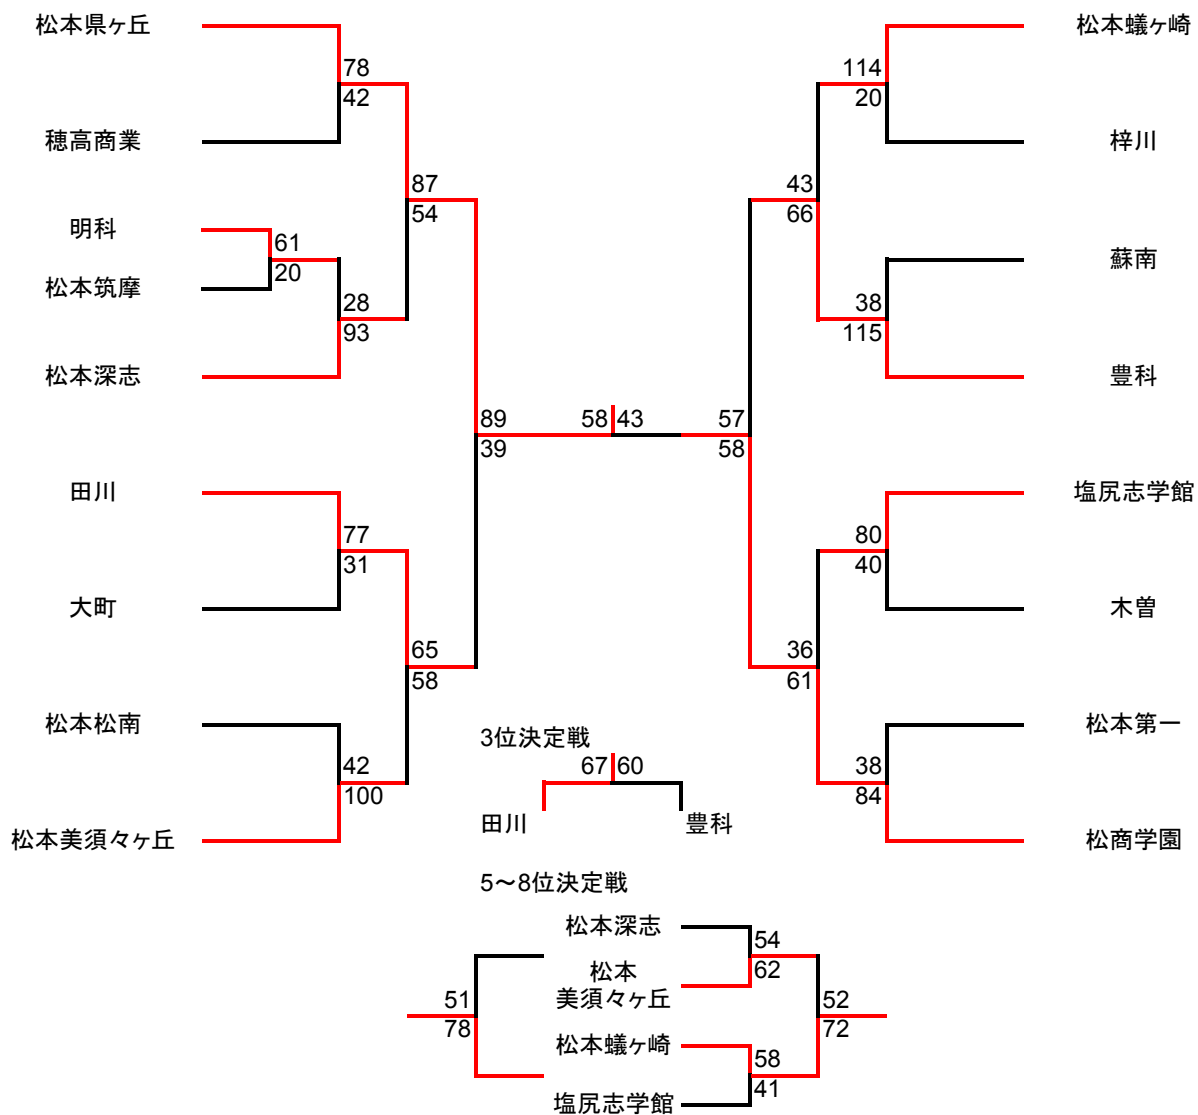 松本県ヶ丘
78
42
穂高商業
87
54
明科
61
20
松本筑摩
28
93
松本深志
89
39
田川
77
31
大町
65
58
松本松南
42
100
松本美須々ヶ丘
58 43
松本蟻ヶ崎
114
20
梓川
43
66
蘇南
38
115
豊科
57
58
塩尻志学館
80
40
木曽
36
61
松本第一
38
84
松商学園
3位決定戦
67 60
田川 豊科
5～8位決定戦
松本深志
54
62
松本
美須々ヶ丘
51
78
52
72
松本蟻ヶ崎
58
41
塩尻志学館